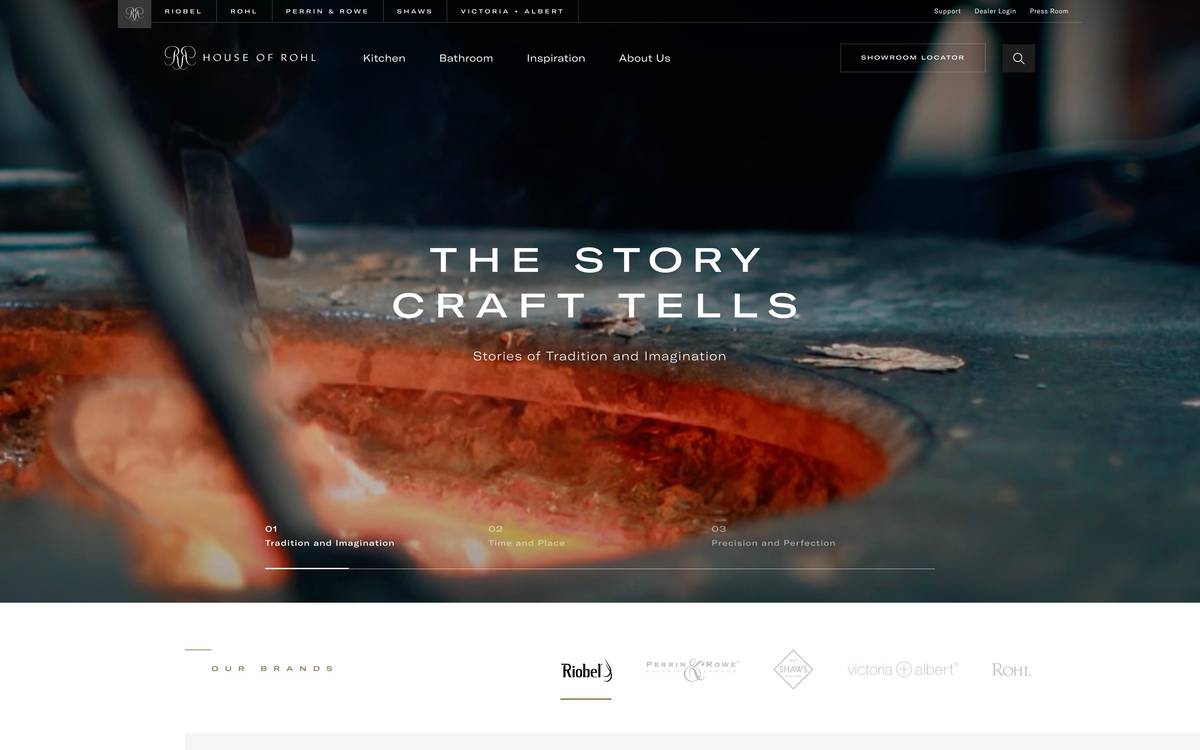 RIOBEL
ROHL
PERRIN & ROWE
SHAWS
VICTORIA + ALBERT
Support
Dealer Login
Press Room
HOUSE OF ROHL
Kitchen
Bathroom
Inspiration
About Us
SHOWROOM LOCATOR
THE STORY
CRAFT TELLS
Stories of Tradition and Imagination
01
Tradition and Imagination
02
Time and Place
03
Precision and Perfection
OUR BRANDS
Riobel
PERRIN & ROWE
SHAWS
victoria + albert
ROHL